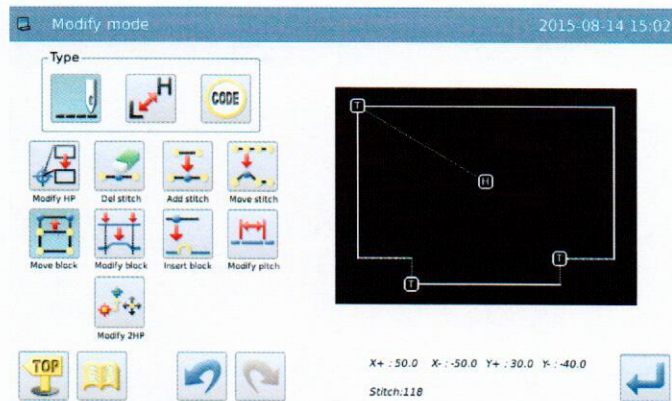 Modify mode 2015-08-14 15:02
Type
L H CODE
Modify HP Del stitch Add stitch Move stitch
Move block Modify block Insert block Modify pitch
Modify 2HP
TOP
T
H
T
T
X+ : 50.0 X- : -50.0 Y+ : 30.0 Y- : -40.0
Stitch:118